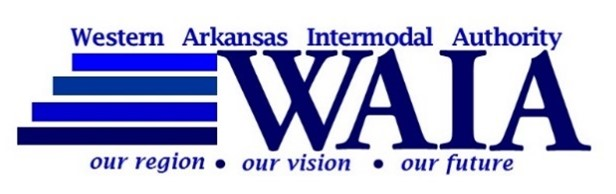 Western Arkansas Intermodal Authority
WAIA
our region • our vision • our future